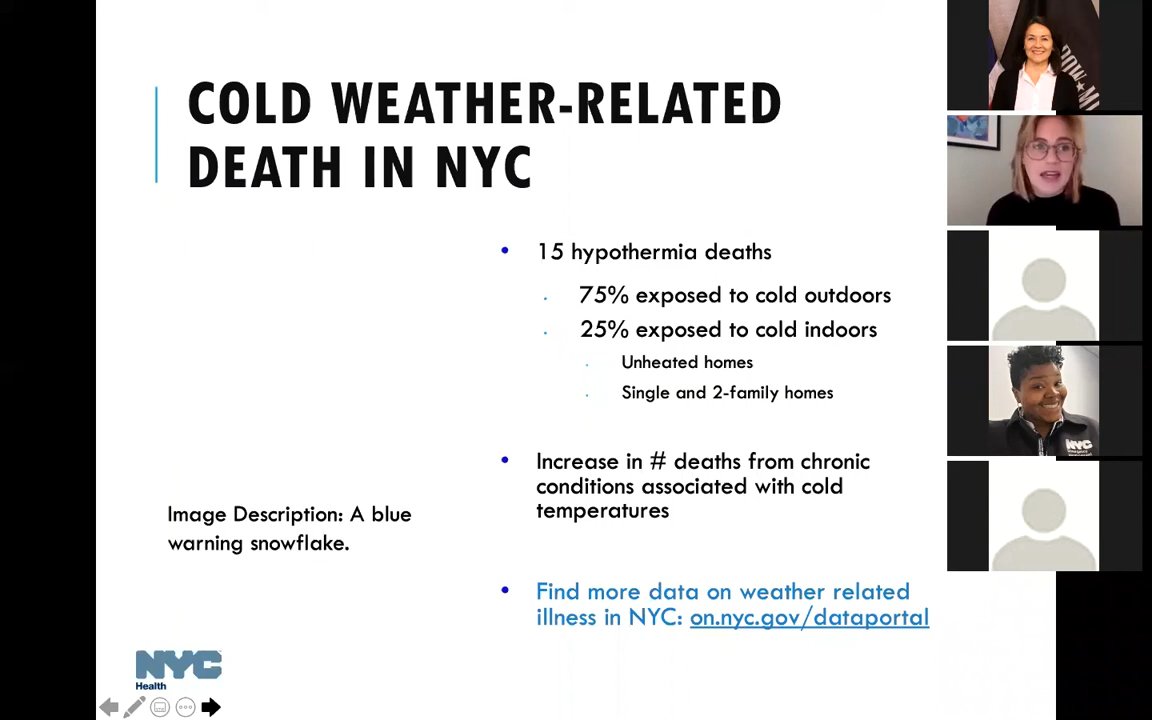 COLD WEATHER-RELATED
DEATH IN NYC
• 15 hypothermia deaths
75% exposed to cold outdoors
25% exposed to cold indoors
Unheated homes
Single and 2-family homes
• Increase in # deaths from chronic
conditions associated with cold
temperatures
Image Description: A blue
warning snowflake.
• Find more data on weather related
illness in NYC: on.nyc.gov/dataportal
NYC
Health
NYC